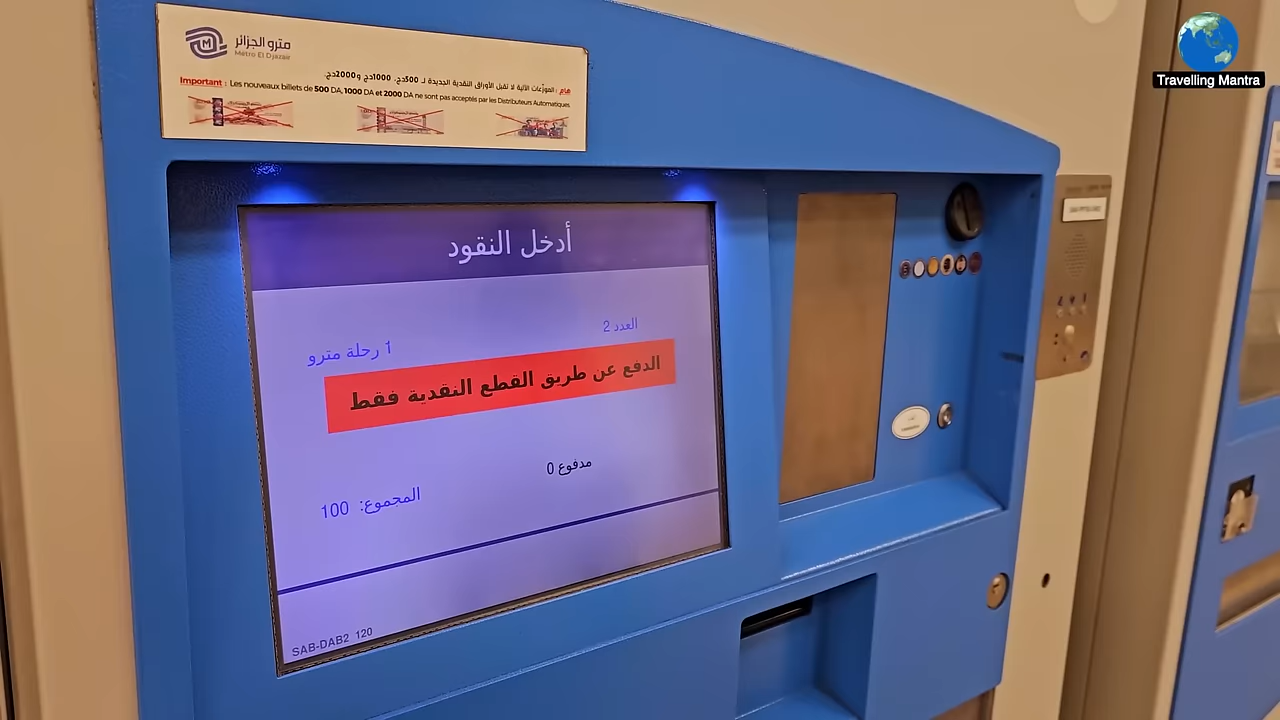 مترو الجزائر
Metro El Djazair
هام : الموزّعات الآلية لا تقبل الأوراق النقدية الجديدة لـ 500دج، 1000دج و2000دج.
Important : Les nouveaux billets de 500 DA, 1000 DA et 2000 DA ne sont pas acceptés par les Distributeurs Automatiques
Travelling Mantra
أدخل النقود
العدد 2
1 رحلة مترو
الدفع عن طريق القطع النقدية فقط
مدفوع 0
المجموع: 100
SAB-DAB2 120